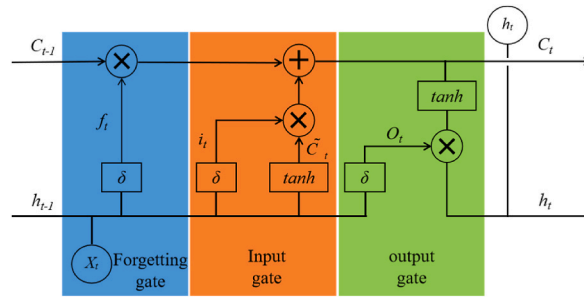 h_t
C_{t-1}
C_t
tanh
f_t
i_t
C̃_t
O_t
δ
δ
tanh
δ
h_{t-1}
h_t
X_t
Forgetting
gate
Input
gate
output
gate